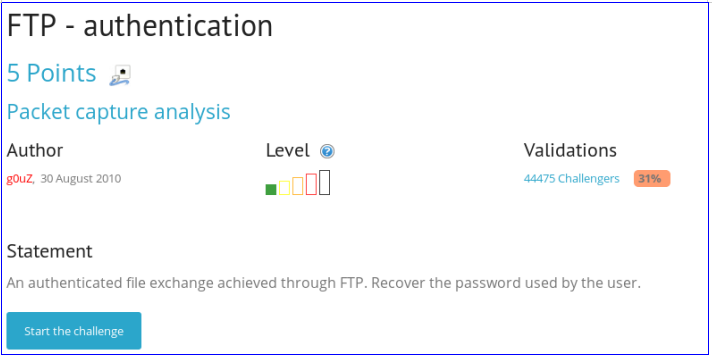 FTP - authentication
5 Points
Packet capture analysis
Author Level Validations
g0uZ, 30 August 2010 44475 Challengers 31%
Statement
An authenticated file exchange achieved through FTP. Recover the password used by the user.
Start the challenge